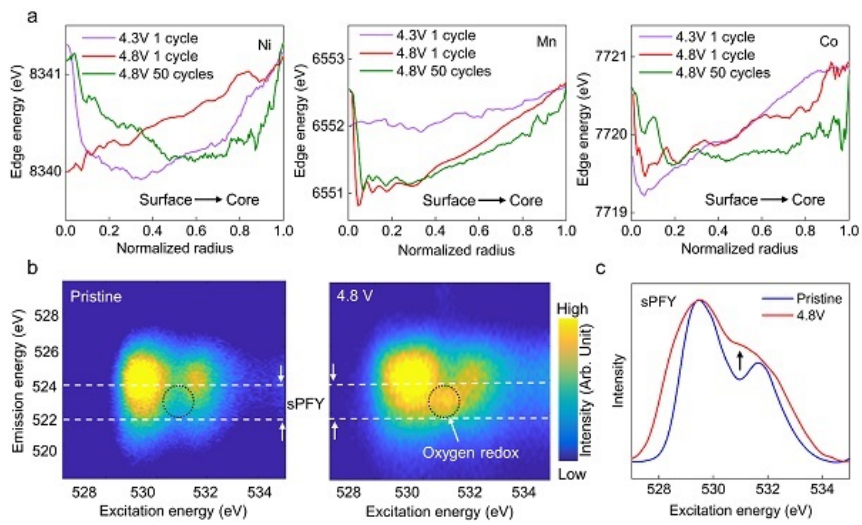 a
4.3V 1 cycle
4.8V 1 cycle
4.8V 50 cycles
Ni
Edge energy (eV)
8341
8340
Surface → Core
0.0 0.2 0.4 0.6 0.8 1.0
Normalized radius
4.3V 1 cycle
4.8V 1 cycle
4.8V 50 cycles
Mn
Edge energy (eV)
6553
6552
6551
Surface → Core
0.0 0.2 0.4 0.6 0.8 1.0
Normalized radius
4.3V 1 cycle
4.8V 1 cycle
4.8V 50 cycles
Co
Edge energy (eV)
7721
7720
7719
Surface → Core
0.0 0.2 0.4 0.6 0.8 1.0
Normalized radius
b
Pristine
Emission energy (eV)
528
526
524
522
520
528 530 532 534
Excitation energy (eV)
sPFY
4.8 V
Oxygen redox
528 530 532 534
Excitation energy (eV)
High
Intensity (Arb. Unit)
Low
c
sPFY
Pristine
4.8V
Intensity
528 530 532 534
Excitation energy (eV)